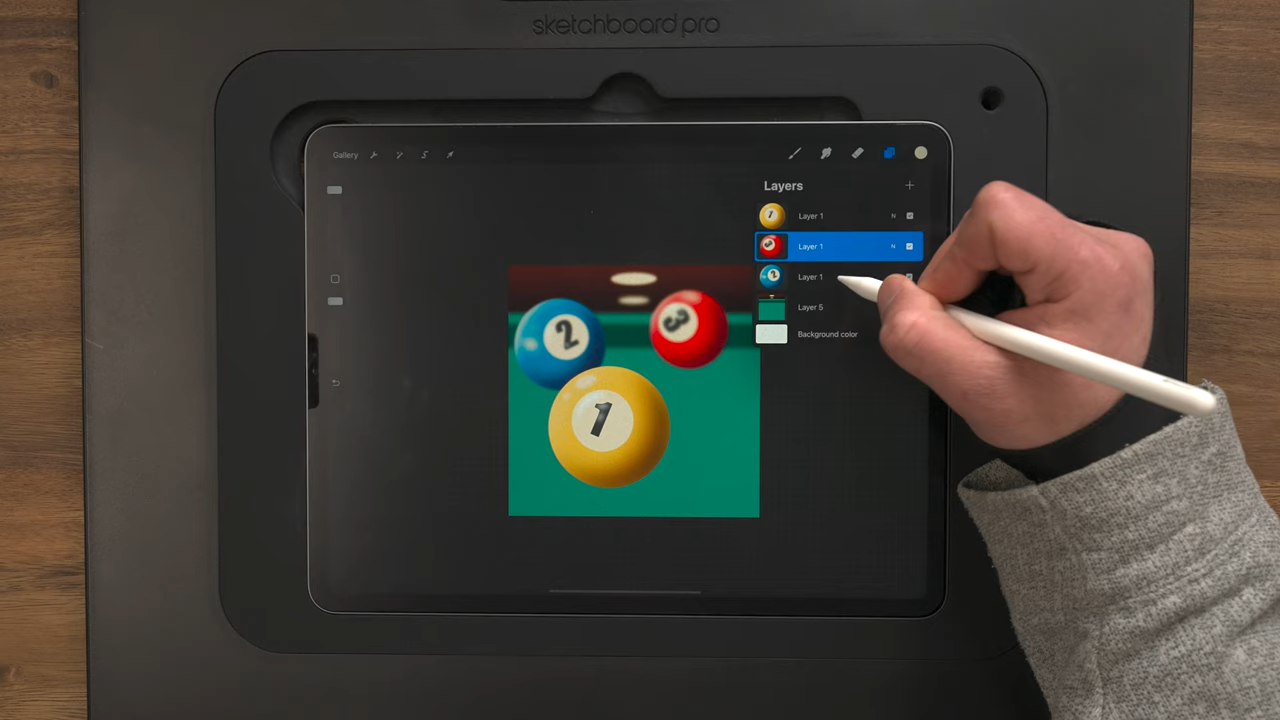 sketchboard pro
Gallery
Layers
Layer 1 N
Layer 1 N
Layer 1
Layer 5
Background color
2
3
1